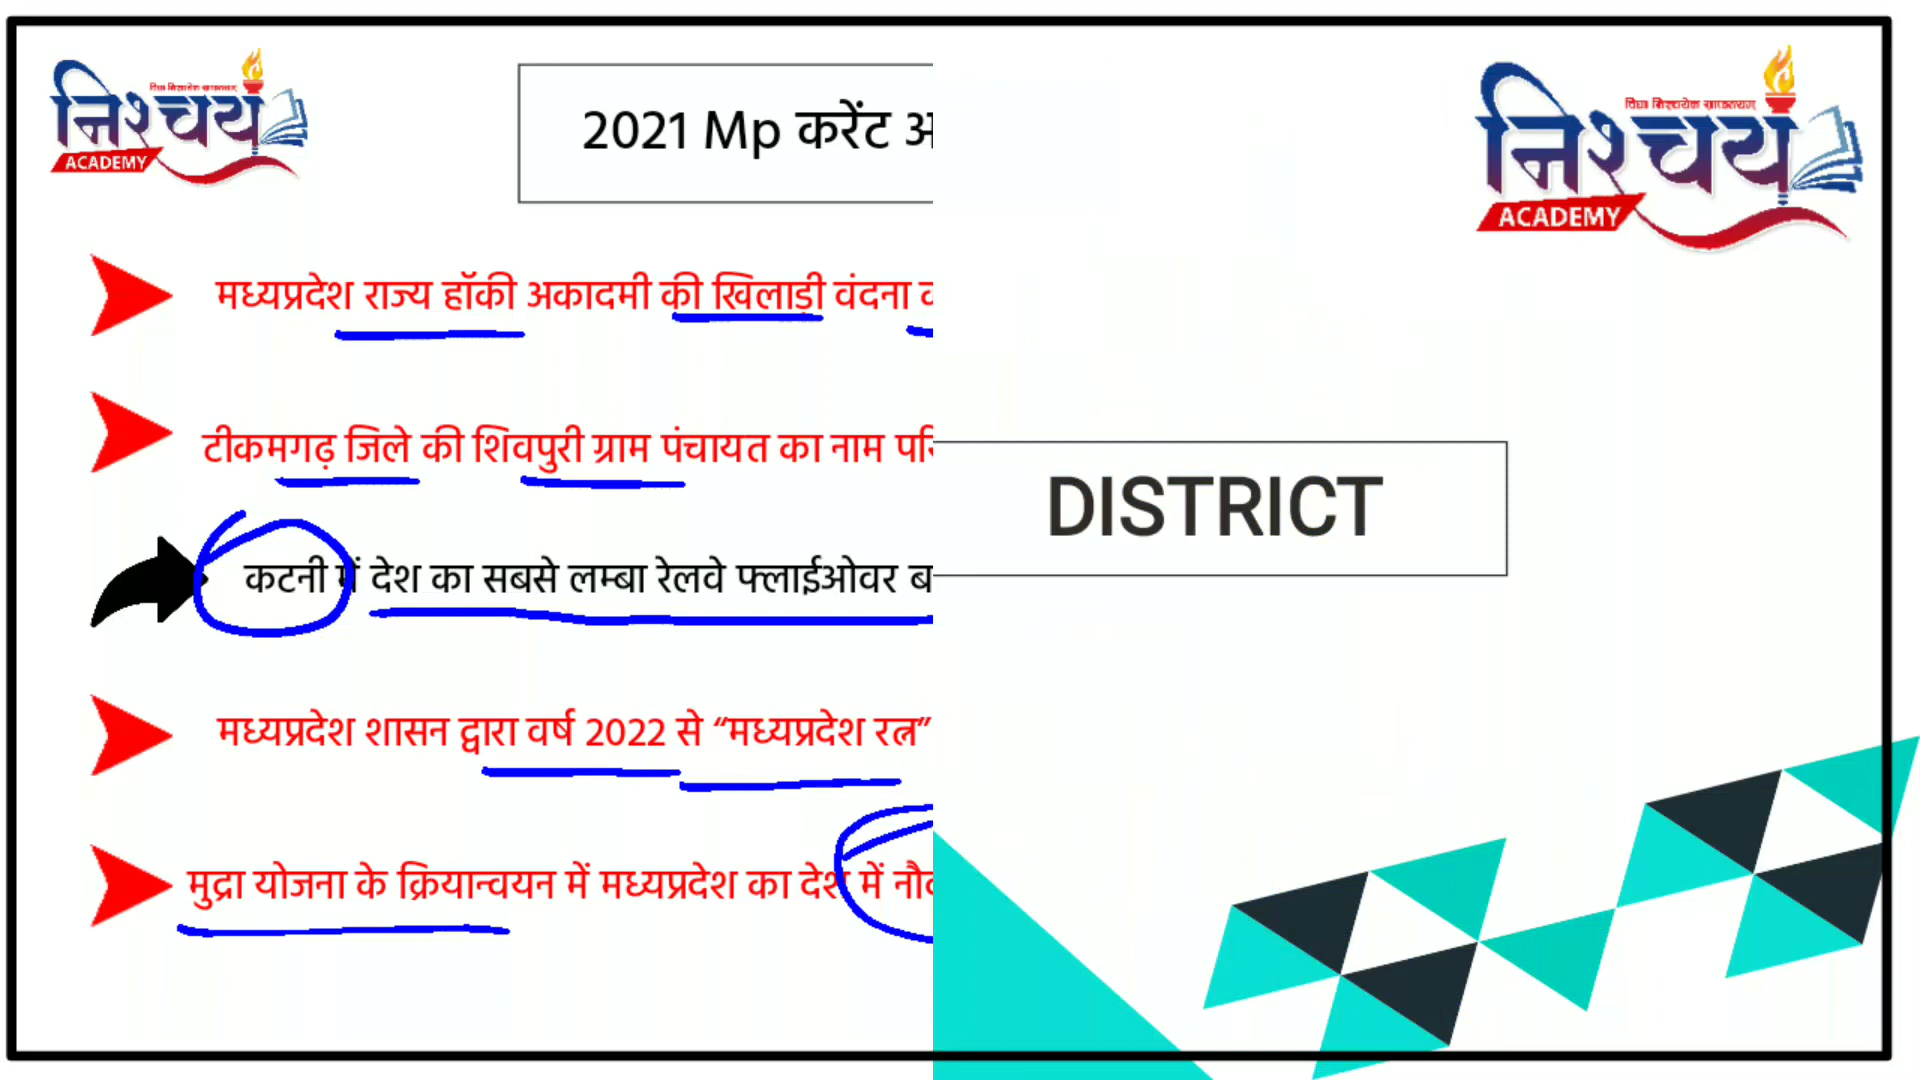 निश्चय
ACADEMY
2021 Mp करेंट
मध्यप्रदेश राज्य हॉकी अकादमी की खिलाड़ी वंदना
टीकमगढ़ जिले की शिवपुरी ग्राम पंचायत का नाम
कटनी में देश का सबसे लम्बा रेलवे फ्लाईओवर
मध्यप्रदेश शासन द्वारा वर्ष 2022 से “मध्यप्रदेश रत्न”
मुद्रा योजना के क्रियान्वयन में मध्यप्रदेश का देश में
निश्चय
ACADEMY
DISTRICT